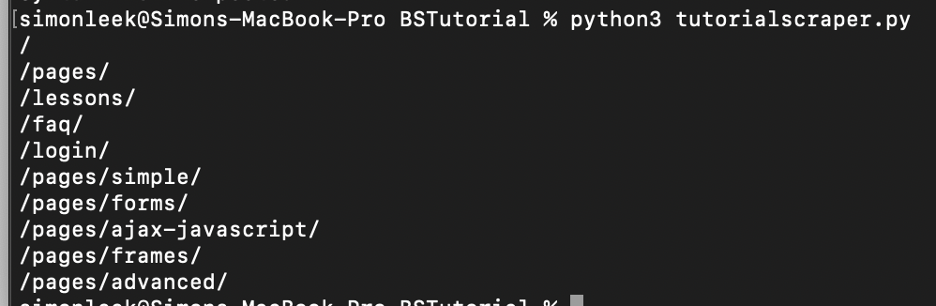 [simonleek@Simons-MacBook-Pro BSTutorial % python3 tutorialscraper.py
/
/pages/
/lessons/
/faq/
/login/
/pages/simple/
/pages/forms/
/pages/ajax-javascript/
/pages/frames/
/pages/advanced/
simonleek@Simons-MacBook-Pro BSTutorial %